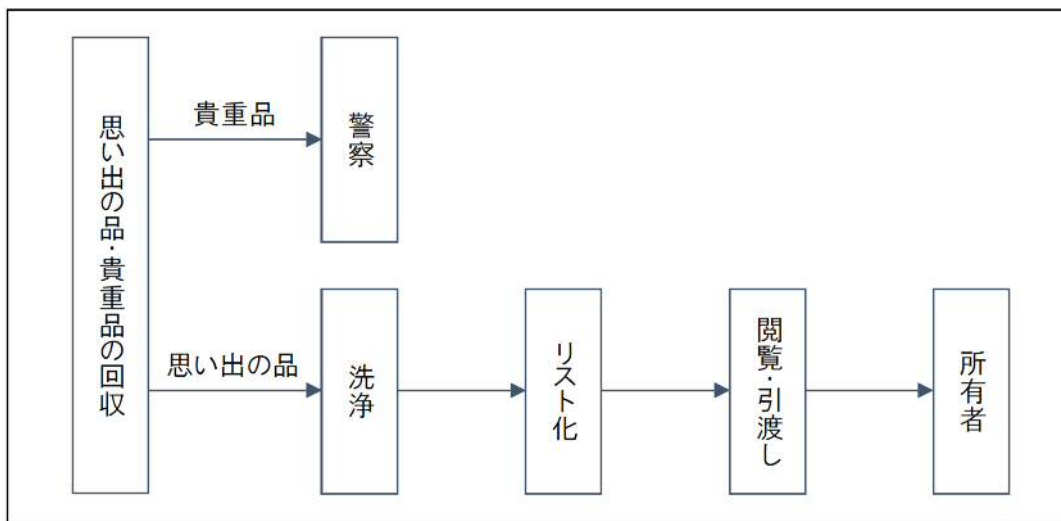 思い出の品・貴重品の回収
貴重品
警察
思い出の品
洗浄
リスト化
閲覧・引渡し
所有者